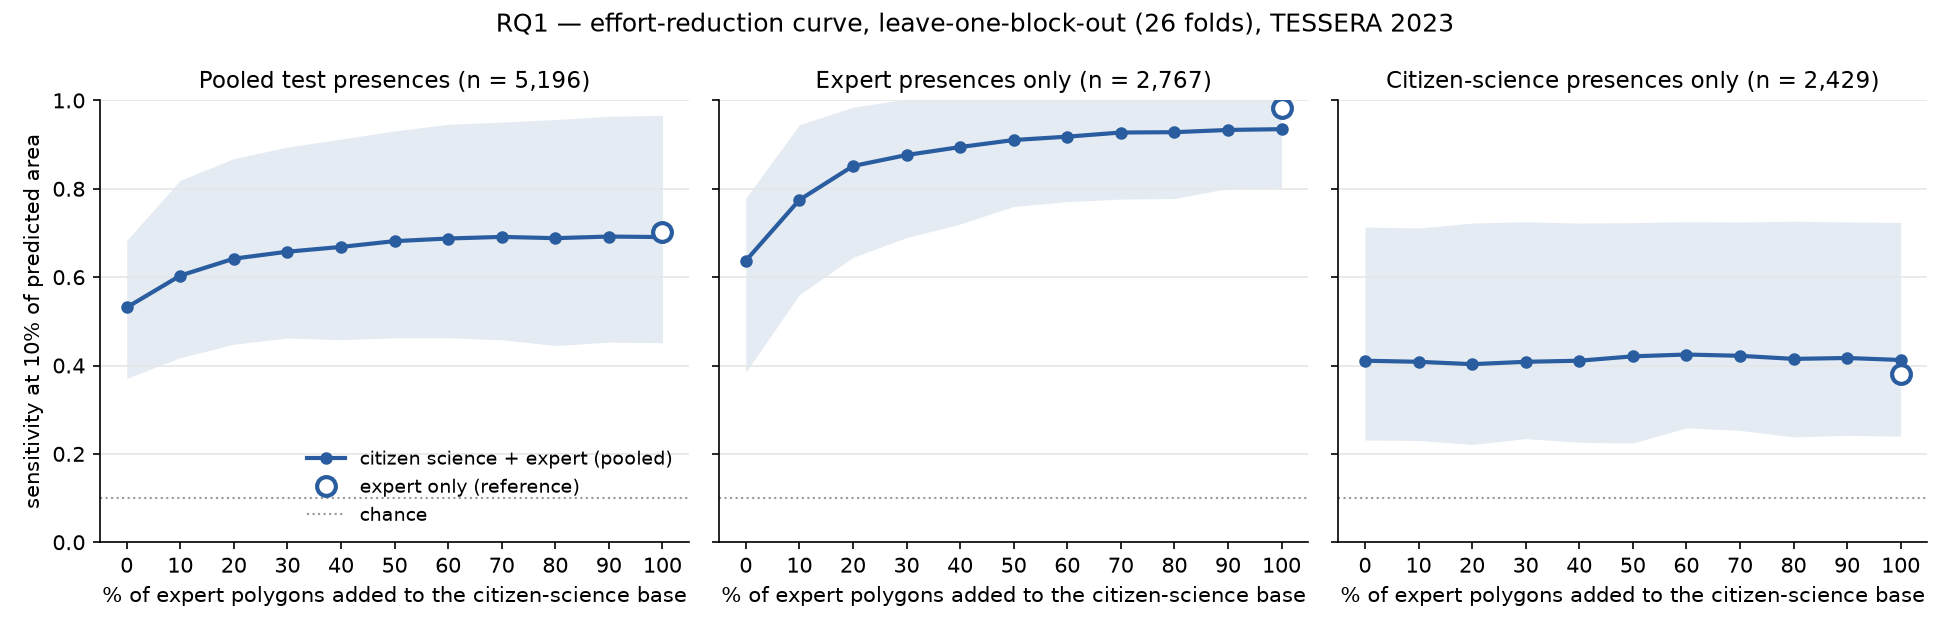 RQ1 — effort-reduction curve, leave-one-block-out (26 folds), TESSERA 2023
Pooled test presences (n = 5,196)
Expert presences only (n = 2,767)
Citizen-science presences only (n = 2,429)
sensitivity at 10% of predicted area
1.0
0.8
0.6
0.4
0.2
0.0
citizen science + expert (pooled)
expert only (reference)
chance
0 10 20 30 40 50 60 70 80 90 100
0 10 20 30 40 50 60 70 80 90 100
0 10 20 30 40 50 60 70 80 90 100
% of expert polygons added to the citizen-science base
% of expert polygons added to the citizen-science base
% of expert polygons added to the citizen-science base